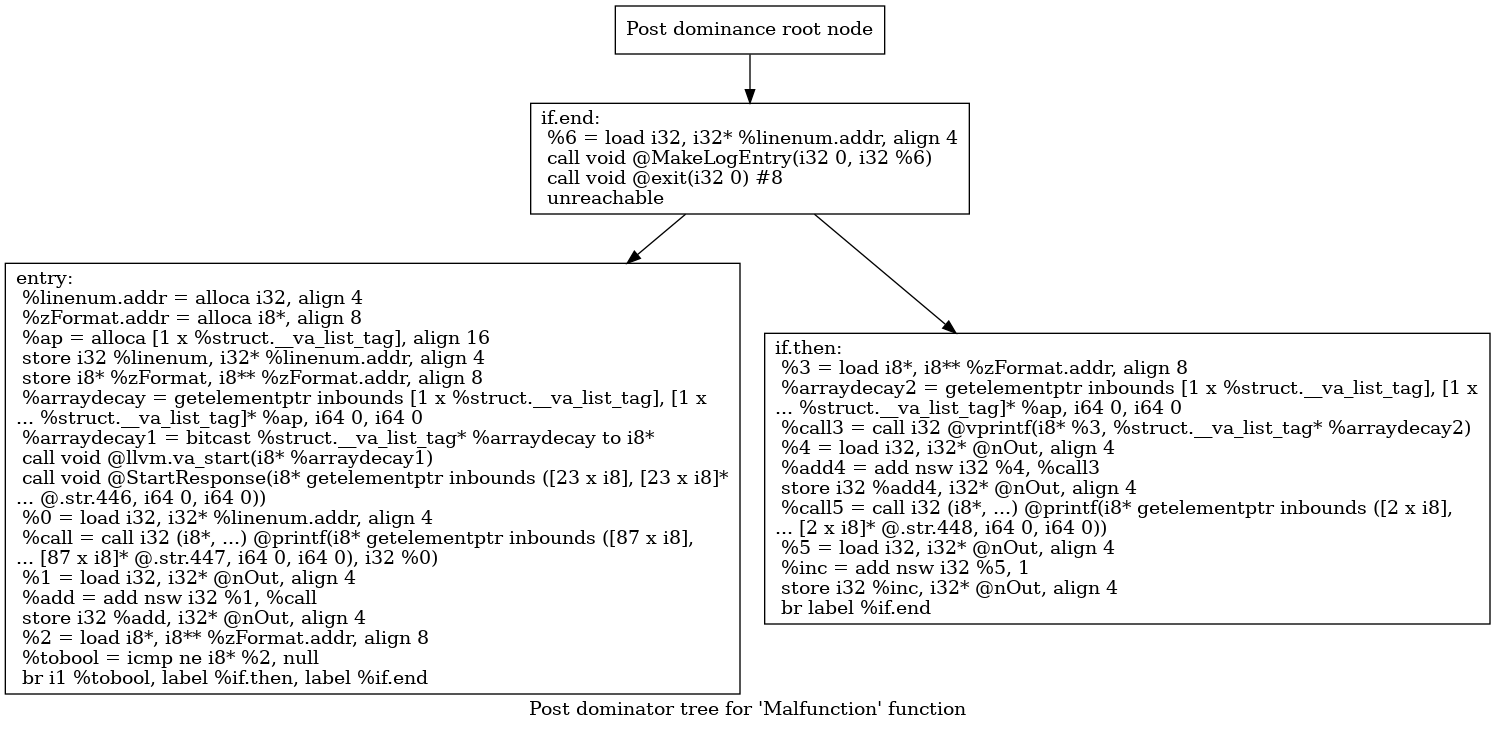 Post dominance root node
if.end:
%6 = load i32, i32* %linenum.addr, align 4
call void @MakeLogEntry(i32 0, i32 %6)
call void @exit(i32 0) #8
unreachable
entry:
%linenum.addr = alloca i32, align 4
%zFormat.addr = alloca i8*, align 8
%ap = alloca [1 x %struct.__va_list_tag], align 16
store i32 %linenum, i32* %linenum.addr, align 4
store i8* %zFormat, i8** %zFormat.addr, align 8
%arraydecay = getelementptr inbounds [1 x %struct.__va_list_tag], [1 x
... %struct.__va_list_tag]* %ap, i64 0, i64 0
%arraydecay1 = bitcast %struct.__va_list_tag* %arraydecay to i8*
call void @llvm.va_start(i8* %arraydecay1)
call void @StartResponse(i8* getelementptr inbounds ([23 x i8], [23 x i8]*
... @.str.446, i64 0, i64 0))
%0 = load i32, i32* %linenum.addr, align 4
%call = call i32 (i8*, ...) @printf(i8* getelementptr inbounds ([87 x i8],
... [87 x i8]* @.str.447, i64 0, i64 0), i32 %0)
%1 = load i32, i32* @nOut, align 4
%add = add nsw i32 %1, %call
store i32 %add, i32* @nOut, align 4
%2 = load i8*, i8** %zFormat.addr, align 8
%tobool = icmp ne i8* %2, null
br i1 %tobool, label %if.then, label %if.end
if.then:
%3 = load i8*, i8** %zFormat.addr, align 8
%arraydecay2 = getelementptr inbounds [1 x %struct.__va_list_tag], [1 x
... %struct.__va_list_tag]* %ap, i64 0, i64 0
%call3 = call i32 @vprintf(i8* %3, %struct.__va_list_tag* %arraydecay2)
%4 = load i32, i32* @nOut, align 4
%add4 = add nsw i32 %4, %call3
store i32 %add4, i32* @nOut, align 4
%call5 = call i32 (i8*, ...) @printf(i8* getelementptr inbounds ([2 x i8],
... [2 x i8]* @.str.448, i64 0, i64 0))
%5 = load i32, i32* @nOut, align 4
%inc = add nsw i32 %5, 1
store i32 %inc, i32* @nOut, align 4
br label %if.end
Post dominator tree for 'Malfunction' function